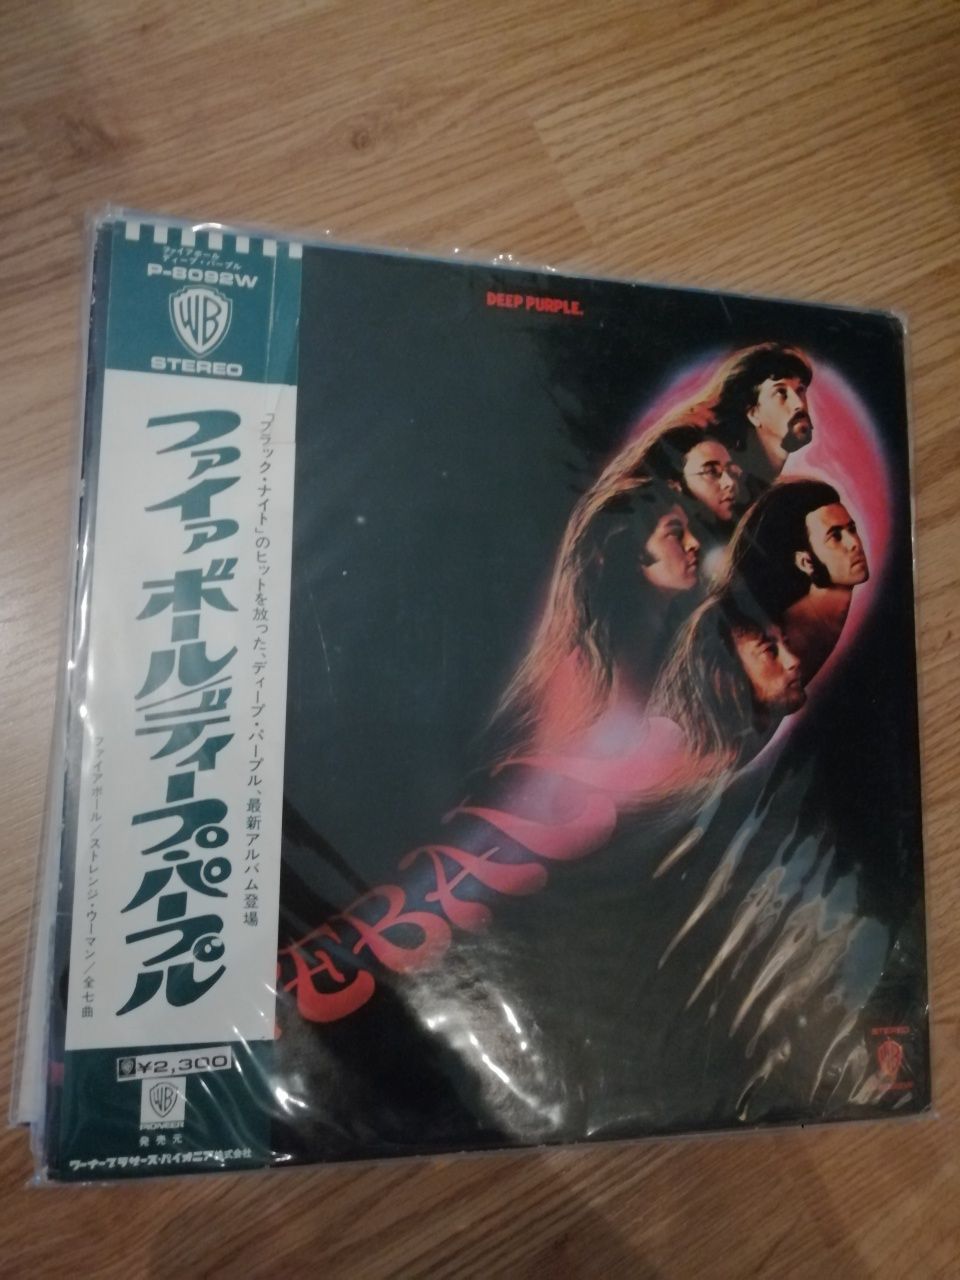 ファイアボール
ディープ・パープル
P-8092W
WB
STEREO
「ブラック・ナイト」のヒットを放った、ディープ・パープル、最新アルバム登場
ファイアボール/ディープ・パープル
ファイアボール/ストレンジ・ウーマン/全七曲
¥2,300
WB
PIONEER
発売元
ワーナーブラザーズ・パイオニア株式会社
DEEP PURPLE.
EBALL
STEREO